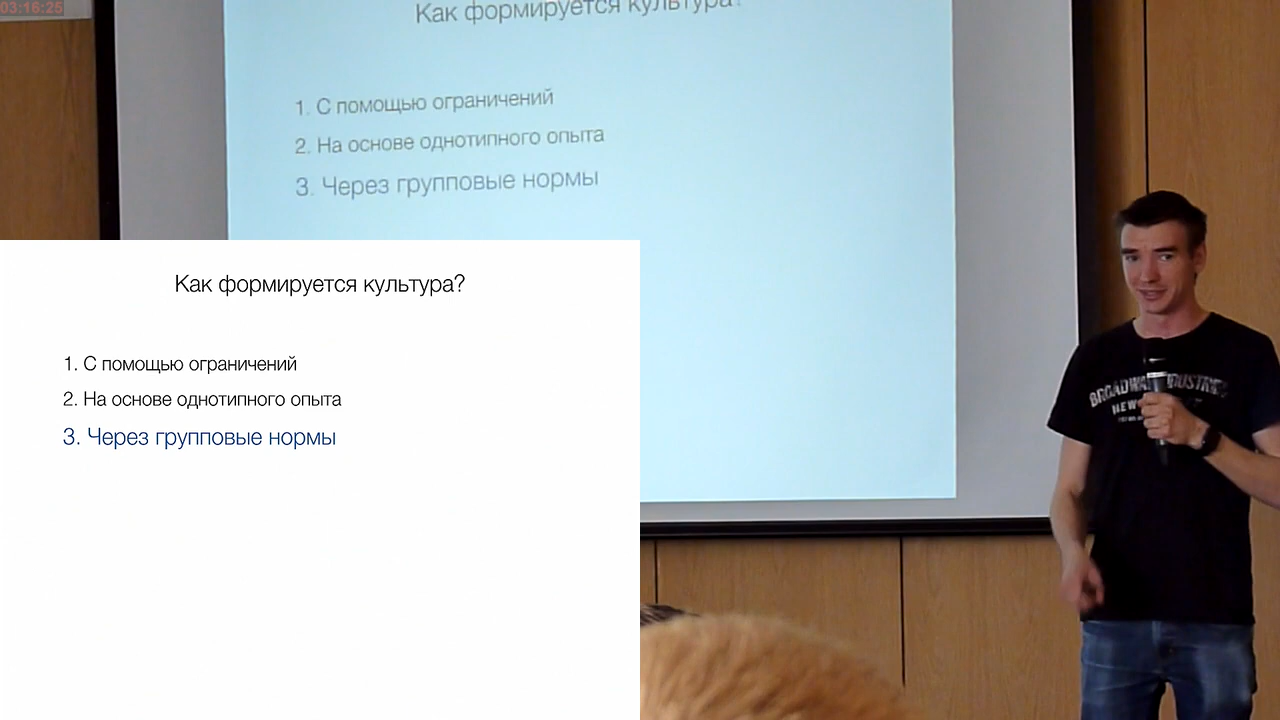 03:16:25
Как формируется культура?
1. С помощью ограничений
2. На основе однотипного опыта
3. Через групповые нормы
Как формируется культура?
1. С помощью ограничений
2. На основе однотипного опыта
3. Через групповые нормы